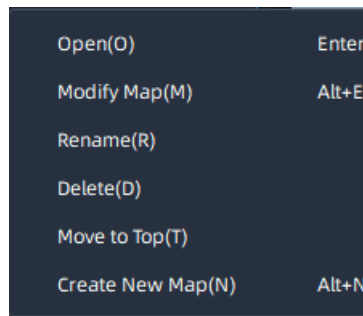 Open(O) Enter
Modify Map(M) Alt+E
Rename(R)
Delete(D)
Move to Top(T)
Create New Map(N) Alt+N